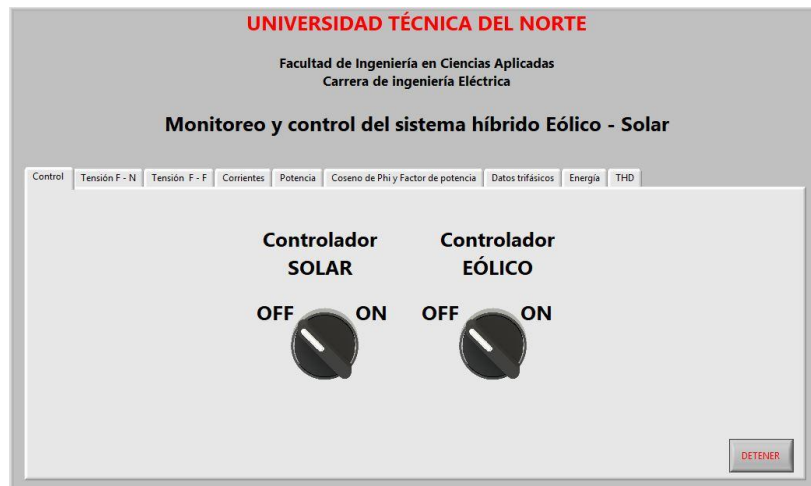 UNIVERSIDAD TÉCNICA DEL NORTE
Facultad de Ingeniería en Ciencias Aplicadas
Carrera de ingeniería Eléctrica
Monitoreo y control del sistema híbrido Eólico - Solar
Control Tensión F - N Tensión F - F Corrientes Potencia Coseno de Phi y Factor de potencia Datos trifásicos Energía THD
Controlador Controlador
SOLAR EÓLICO
OFF ON OFF ON
DETENER